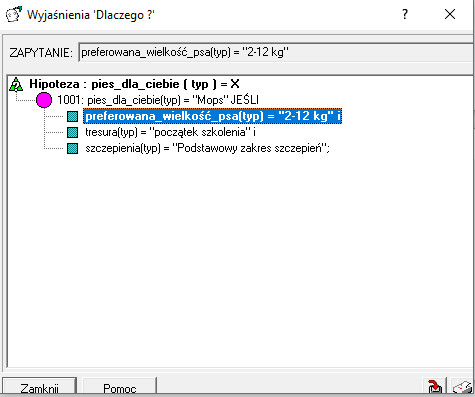 Wyjaśnienia 'Dlaczego ?'
ZAPYTANIE: preferowana_wielkość_psa(typ) = "2-12 kg"
Hipoteza : pies_dla_ciebie ( typ ) = X
1001: pies_dla_ciebie(typ) = "Mops" JEŚLI
preferowana_wielkość_psa(typ) = "2-12 kg" i
tresura(typ) = "początek szkolenia" i
szczepienia(typ) = "Podstawowy zakres szczepień";
Zamknij Pomoc